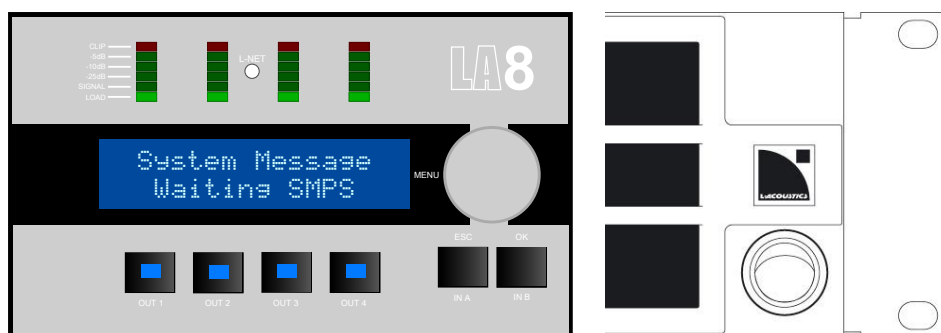 CLIP
-5dB
-10dB
-25dB
SIGNAL
LOAD
L-NET
LA8
System Message
Waiting SMPS
MENU
ESC
OK
OUT 1
OUT 2
OUT 3
OUT 4
IN A
IN B
L-ACOUSTICS